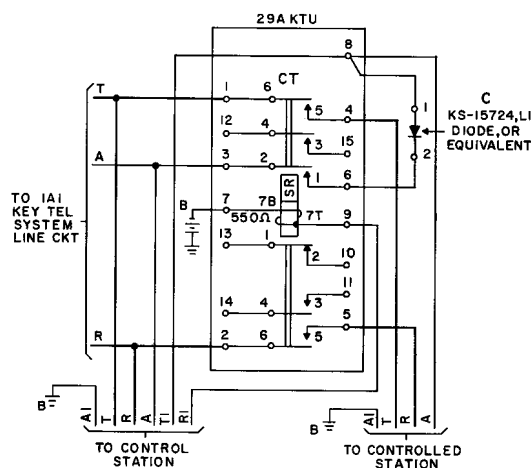 29A KTU
8
T
1
6
CT
5
4
1
C
KS-15724,L1
DIODE, OR
EQUIVALENT
12
4
3
15
2
A
3
2
1
6
TO 1A1
KEY TEL
SYSTEM
LINE CKT
SR
B
7
7B
550Ω
7T
9
13
1
2
10
14
4
3
11
R
2
6
5
5
B
A1
T
R
A
T1
R1
TO CONTROL
STATION
B
A1
T
R
A
TO CONTROLLED
STATION